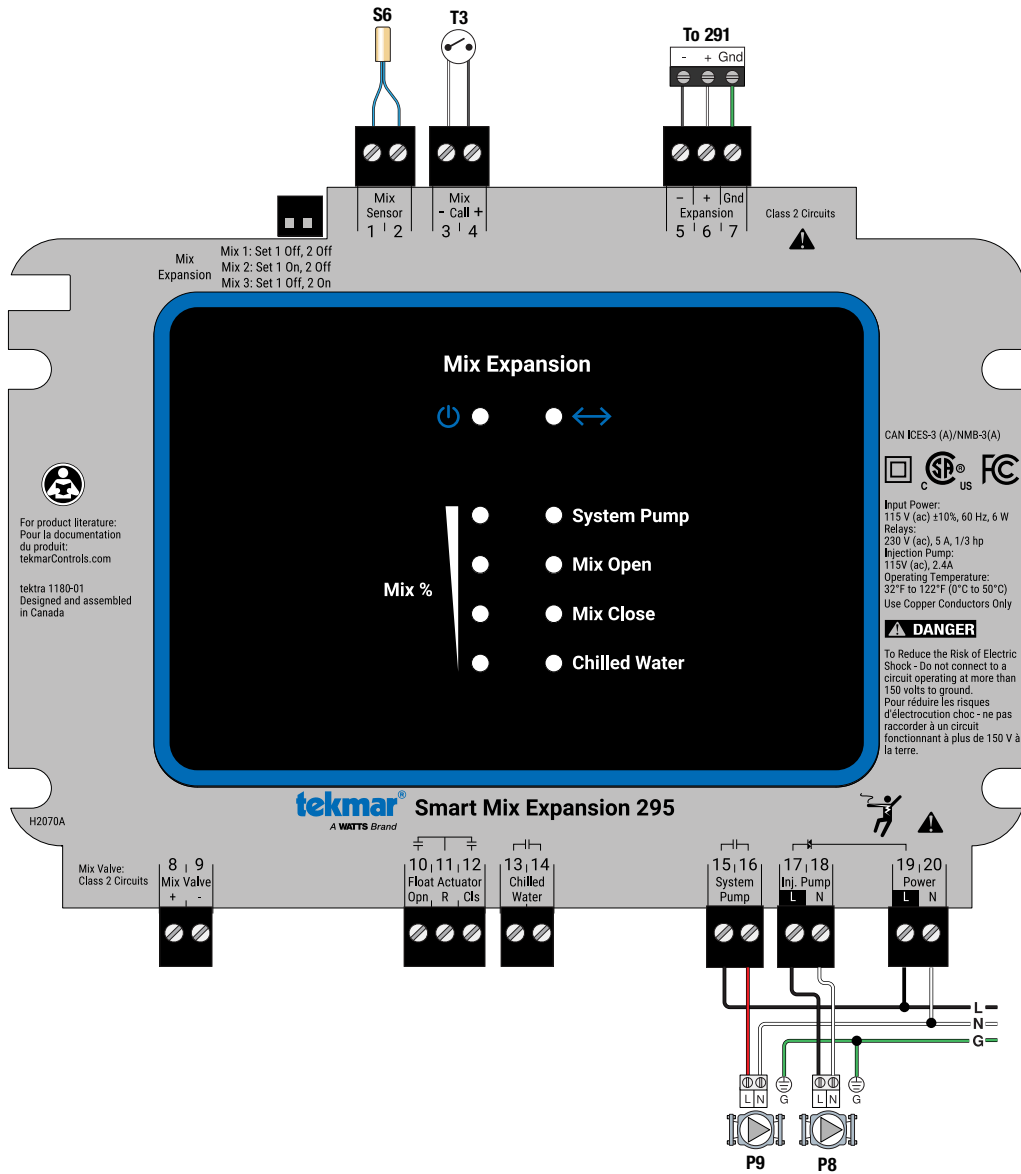 S6
T3
To 291
- + Gnd
Mix
Sensor
1 2
Mix
- Call +
3 4
- + Gnd
Expansion
5 6 7
Class 2 Circuits
Mix
Expansion
Mix 1: Set 1 Off, 2 Off
Mix 2: Set 1 On, 2 Off
Mix 3: Set 1 Off, 2 On
Mix Expansion
System Pump
Mix Open
Mix %
Mix Close
Chilled Water
For product literature:
Pour la documentation
du produit:
tekmarControls.com
tektra 1180-01
Designed and assembled
in Canada
CAN ICES-3 (A)/NMB-3(A)
C SA ® US FC
Input Power:
115 V (ac) ±10%, 60 Hz, 6 W
Relays:
230 V (ac), 5 A, 1/3 hp
Injection Pump:
115V (ac), 2.4A
Operating Temperature:
32°F to 122°F (0°C to 50°C)
Use Copper Conductors Only
DANGER
To Reduce the Risk of Electric
Shock - Do not connect to a
circuit operating at more than
150 volts to ground.
Pour réduire les risques
d'électrocution choc - ne pas
raccorder à un circuit
fonctionnant à plus de 150 V à
la terre.
tekmar® Smart Mix Expansion 295
A WATTS Brand
H2070A
Mix Valve:
Class 2 Circuits
8 9
Mix Valve
+ -
10 11 12
Float Actuator
Opn R Cls
13 14
Chilled
Water
15 16
System
Pump
17 18
Inj. Pump
L N
19 20
Power
L N
L
N
G
L N G
L N G
P9
P8